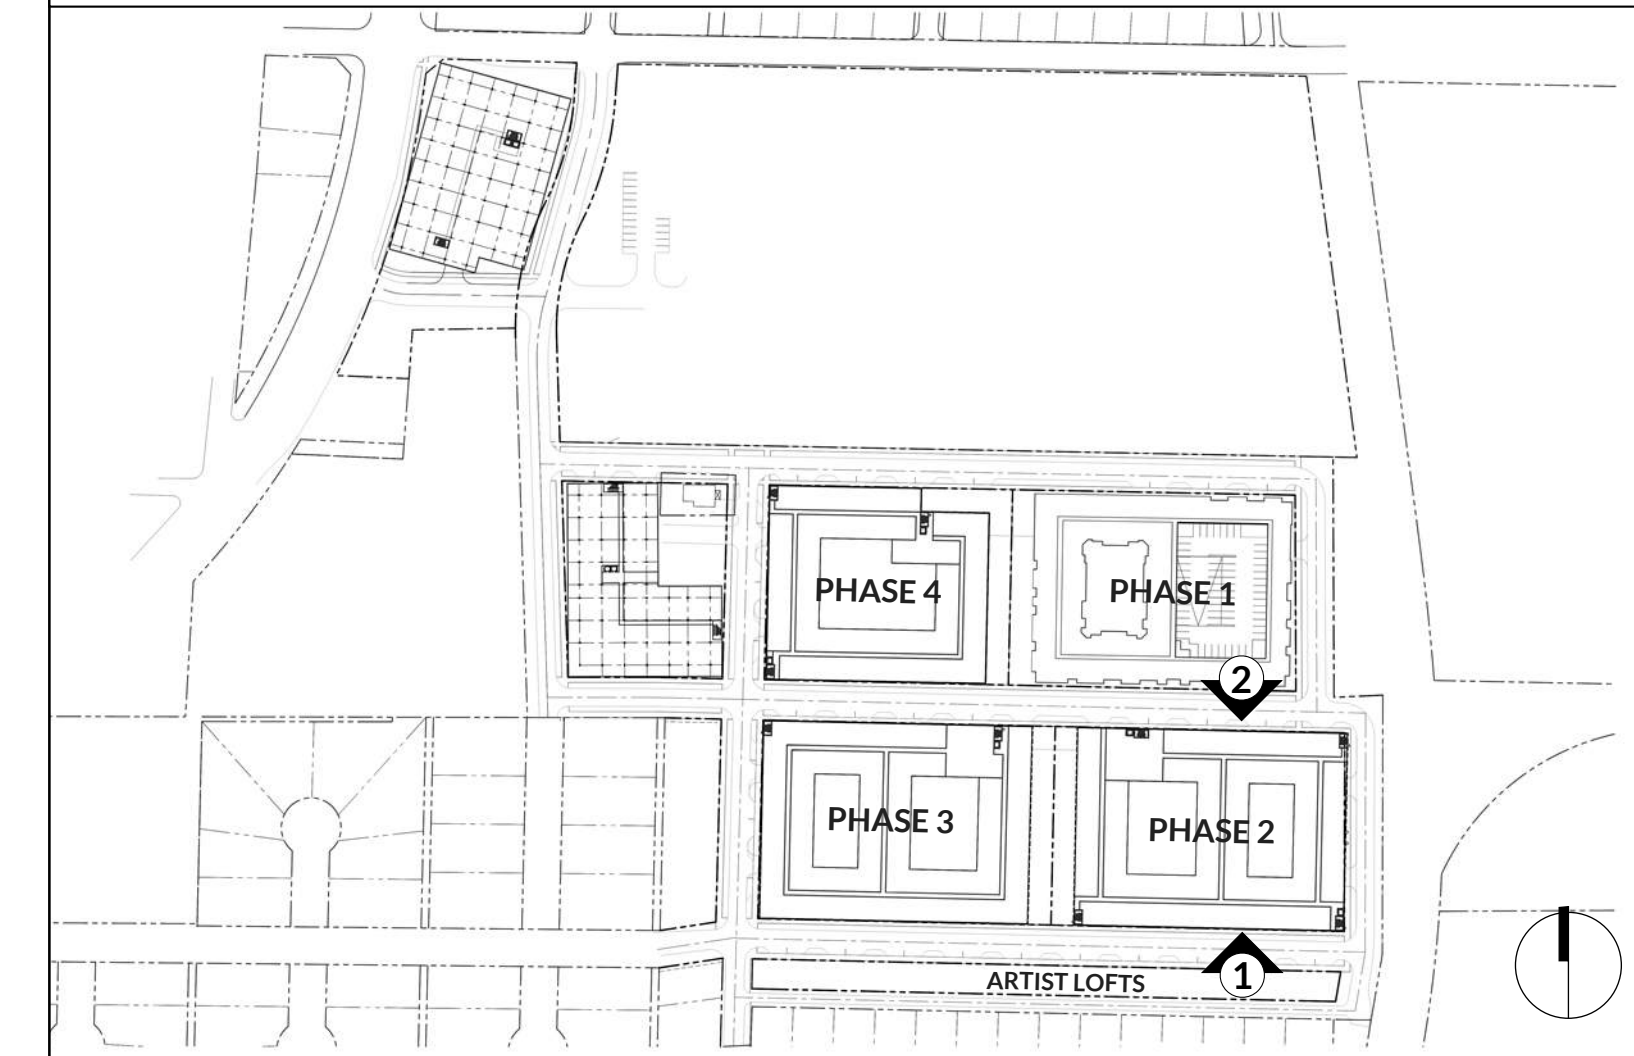 PHASE 4
PHASE 1
2
PHASE 3
PHASE 2
ARTIST LOFTS
1